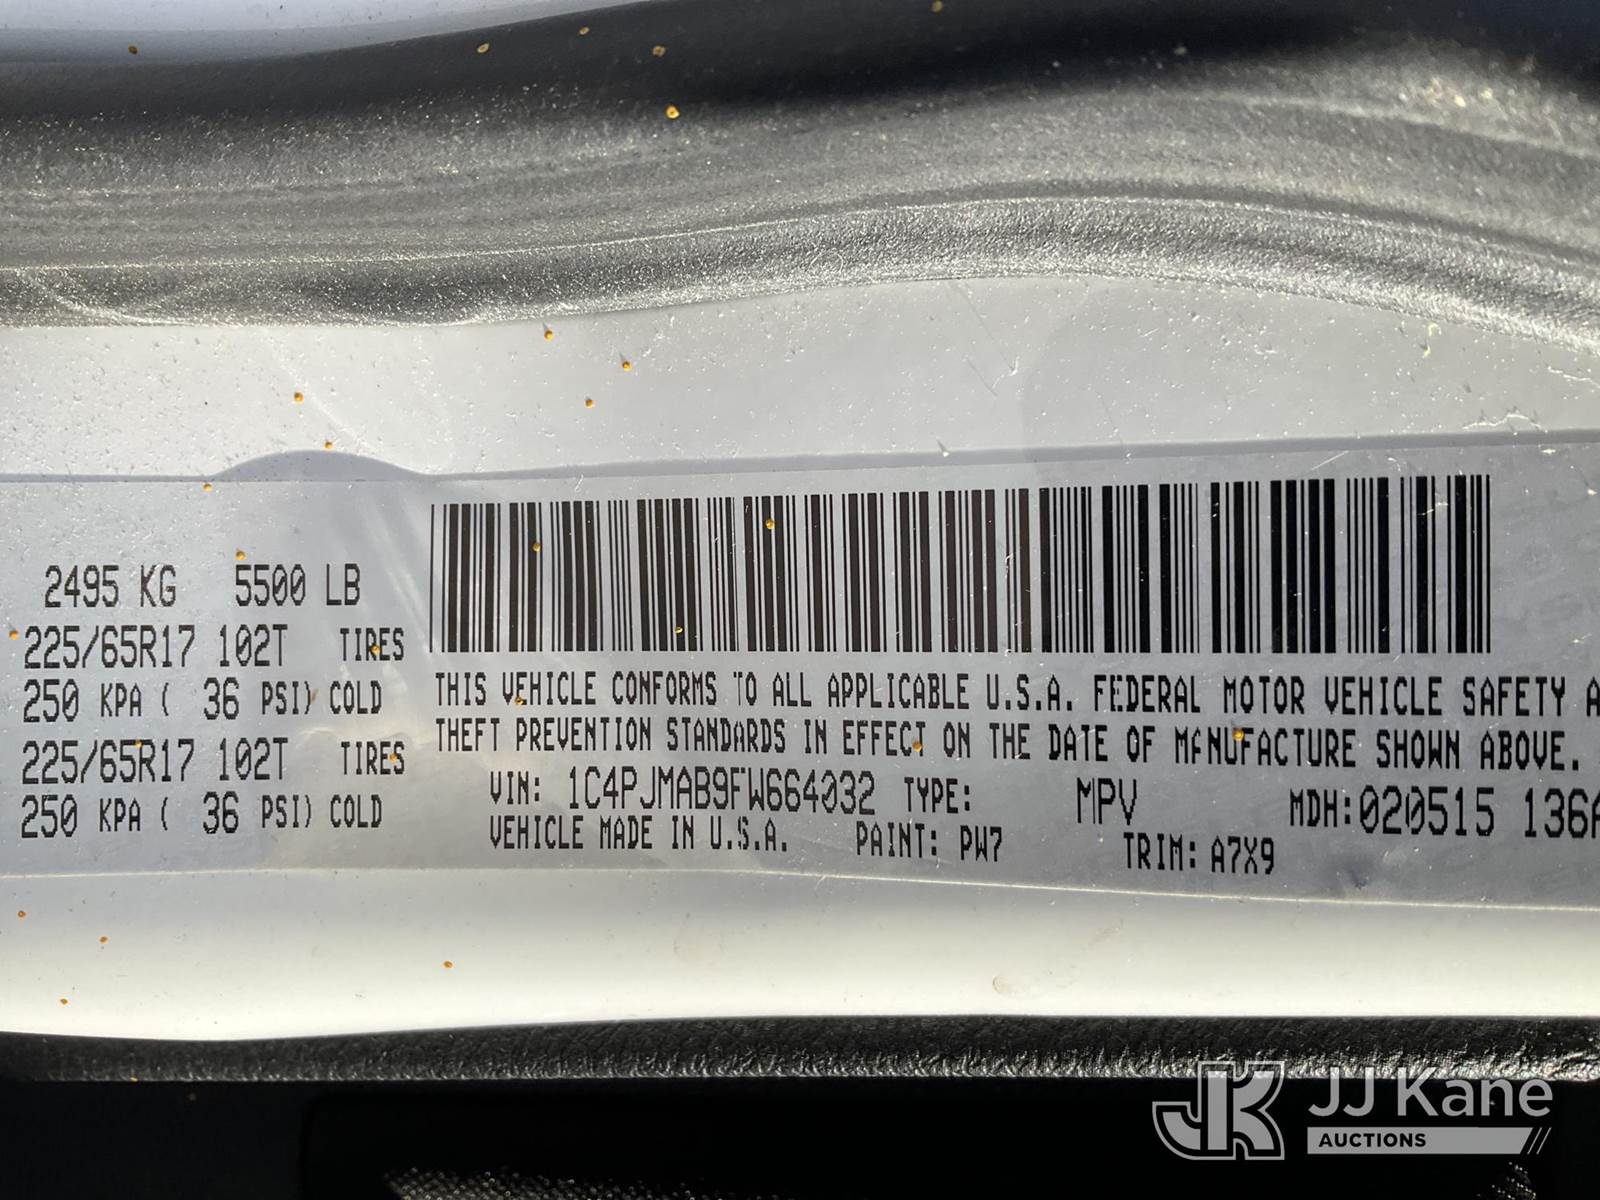 2495 KG 5500 LB
225/65R17 102T TIRES
250 KPA ( 36 PSI) COLD
225/65R17 102T TIRES
250 KPA ( 36 PSI) COLD
THIS VEHICLE CONFORMS TO ALL APPLICABLE U.S.A. FEDERAL MOTOR VEHICLE SAFETY A
THEFT PREVENTION STANDARDS IN EFFECT ON THE DATE OF MANUFACTURE SHOWN ABOVE.
VIN: 1C4PJMAB9FW664032 TYPE: MPV MDH:020515 136A
VEHICLE MADE IN U.S.A. PAINT: PW7 TRIM: A7X9
JK JJ Kane
AUCTIONS